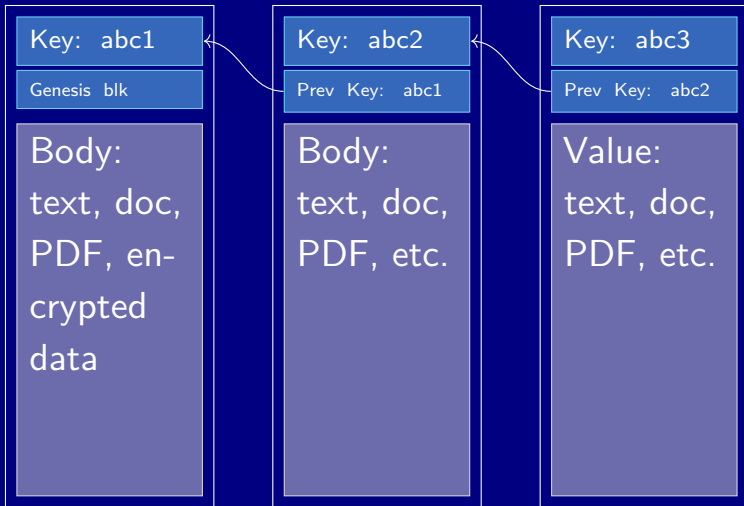 Key: abc1
Genesis blk
Body:
text, doc,
PDF, en-
crypted
data
Key: abc2
Prev Key: abc1
Body:
text, doc,
PDF, etc.
Key: abc3
Prev Key: abc2
Value:
text, doc,
PDF, etc.